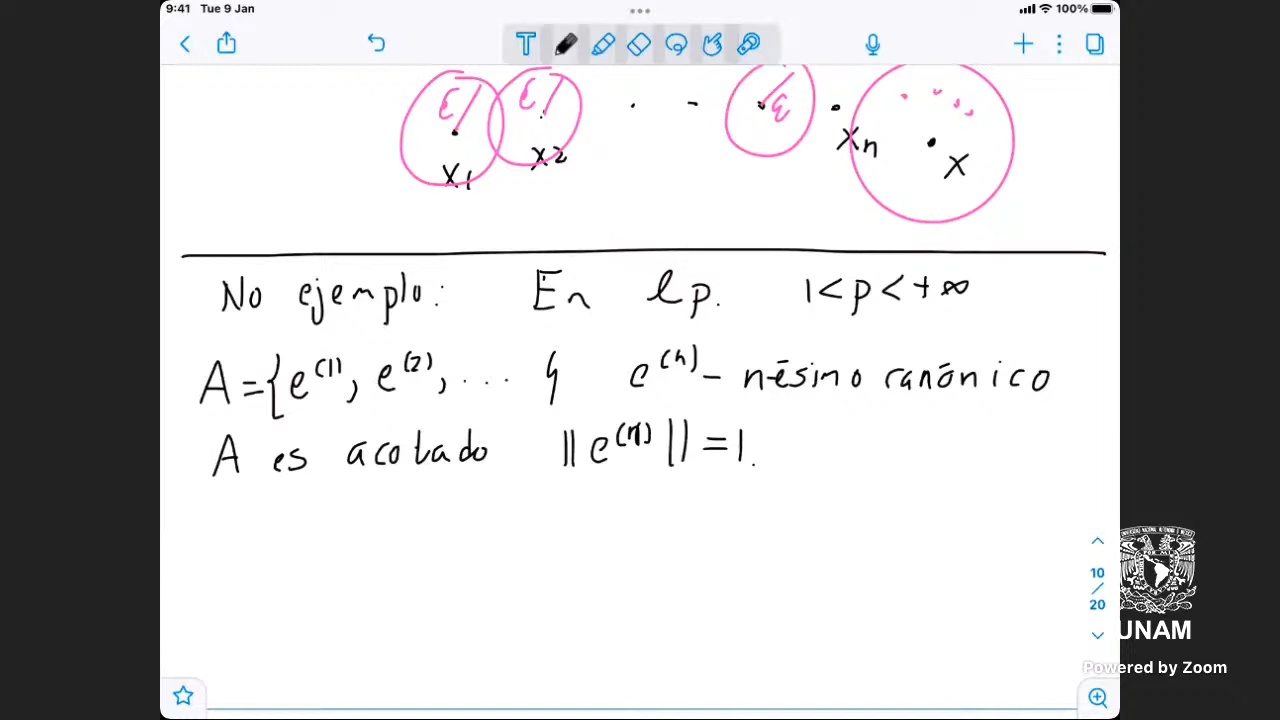 9:41 Tue 9 Jan 100%
T
ε ε ε
x1 x2 xn x
No ejemplo: En lp. 1<p<+∞
A={e^(1), e^(2), ... } e^(n) – nésimo canónico
A es acotado ||e^(n)||=1.
10
/
20
UNAM
Powered by Zoom